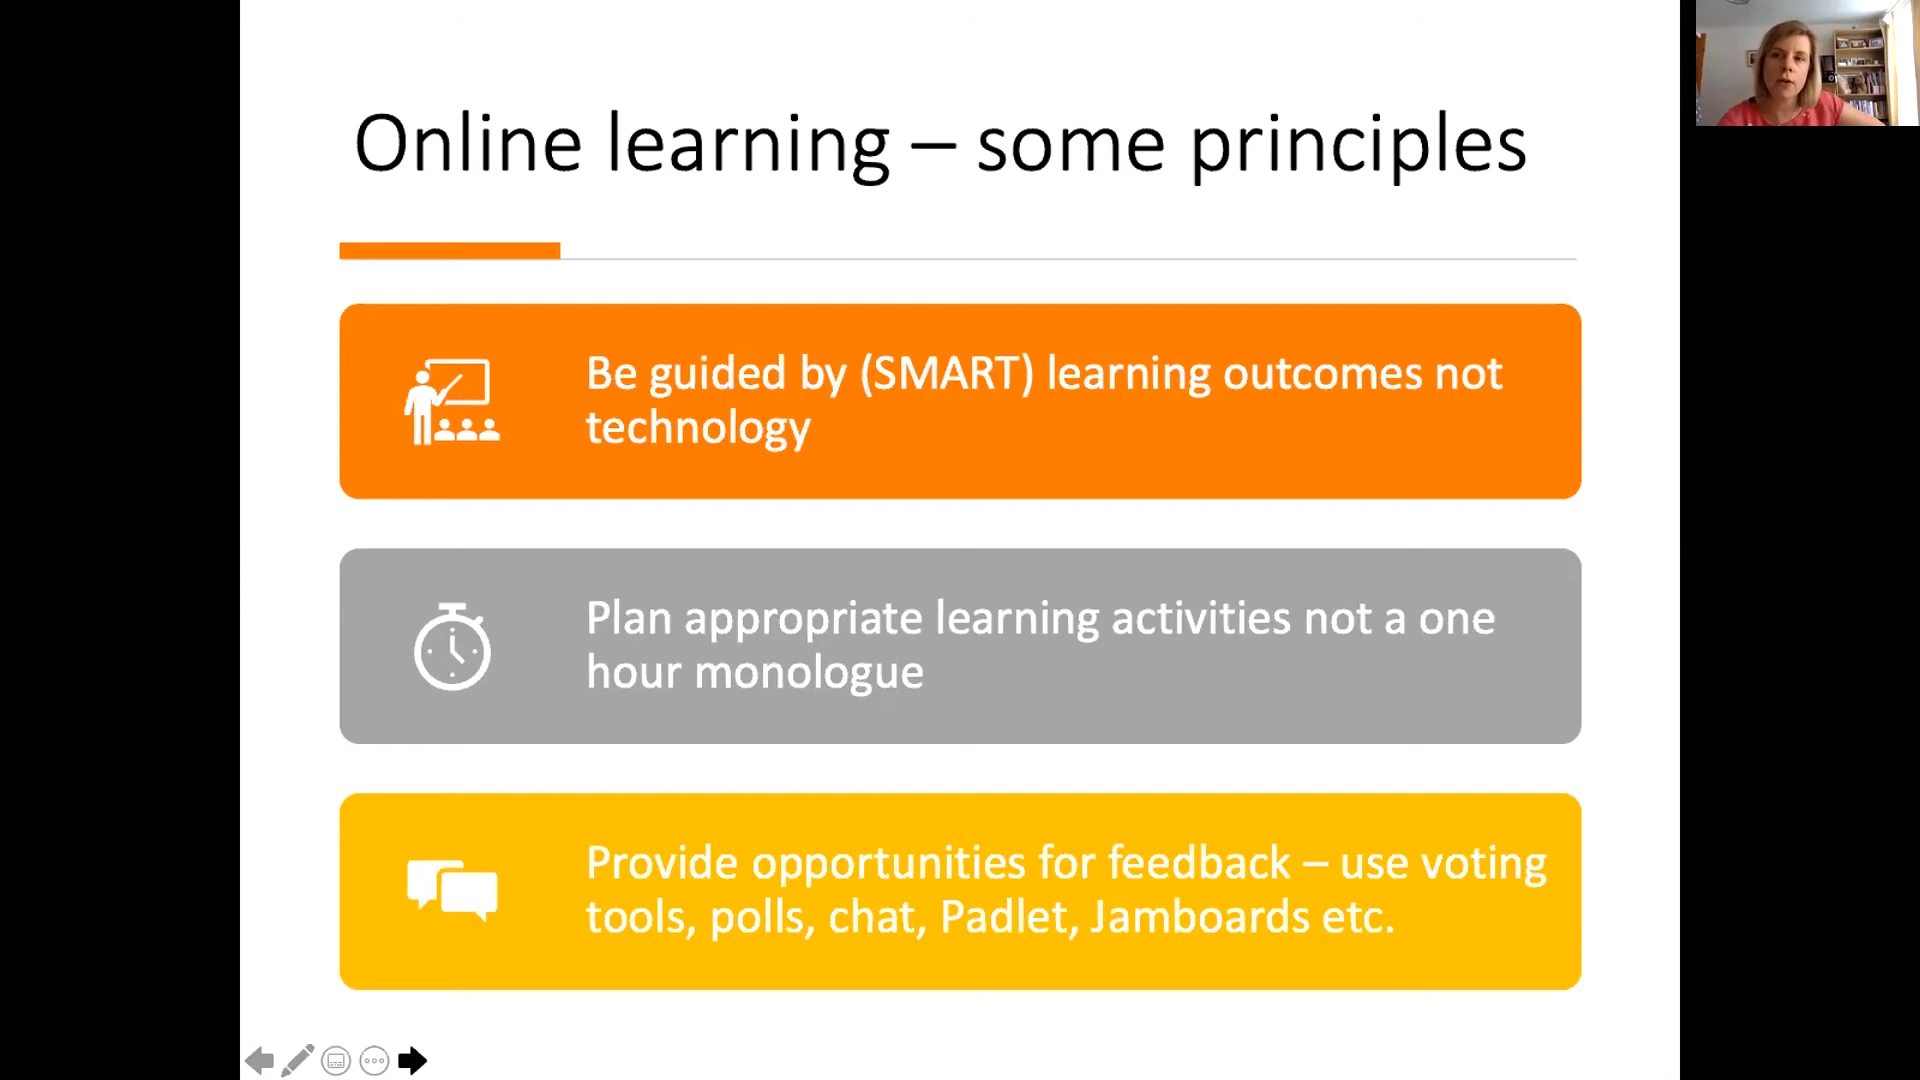 Online learning – some principles
Be guided by (SMART) learning outcomes not
technology
Plan appropriate learning activities not a one
hour monologue
Provide opportunities for feedback – use voting
tools, polls, chat, Padlet, Jamboards etc.